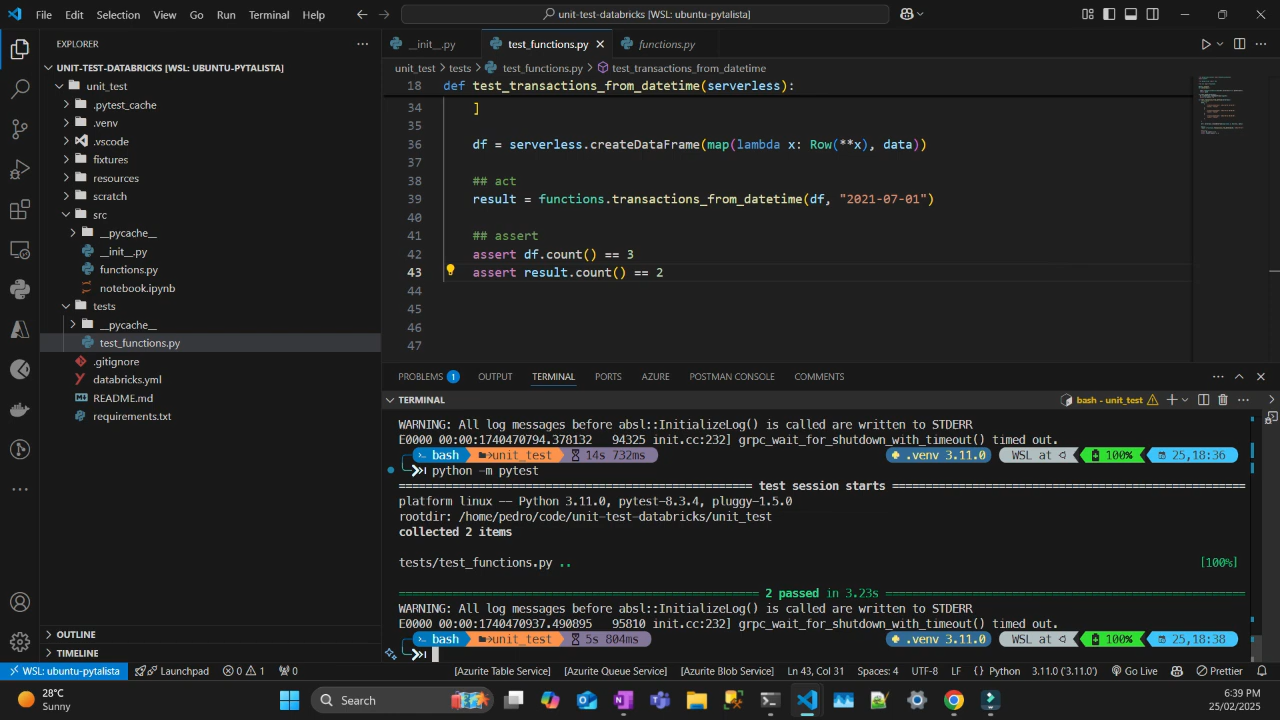 File Edit Selection View Go Run Terminal Help
unit-test-databricks [WSL: ubuntu-pytalista]
EXPLORER
UNIT-TEST-DATABRICKS [WSL: UBUNTU-PYTALISTA]
unit_test
.pytest_cache
.venv
.vscode
fixtures
resources
scratch
src
__pycache__
__init__.py
functions.py
notebook.ipynb
tests
__pycache__
test_functions.py
.gitignore
databricks.yml
README.md
requirements.txt
OUTLINE
TIMELINE
__init__.py test_functions.py functions.py
unit_test > tests > test_functions.py > test_transactions_from_datetime
18 def test_transactions_from_datetime(serverless):
34 ]
35
36 df = serverless.createDataFrame(map(lambda x: Row(**x), data))
37
38 ## act
39 result = functions.transactions_from_datetime(df, "2021-07-01")
40
41 ## assert
42 assert df.count() == 3
43 assert result.count() == 2
44
45
46
47
PROBLEMS 1 OUTPUT TERMINAL PORTS AZURE POSTMAN CONSOLE COMMENTS
TERMINAL bash - unit_test
WARNING: All log messages before absl::InitializeLog() is called are written to STDERR
E0000 00:00:1740470794.378132 94325 init.cc:232] grpc_wait_for_shutdown_with_timeout() timed out.
bash unit_test 14s 732ms .venv 3.11.0 WSL at 100% 25,18:36
python -m pytest
================ test session starts ================
platform linux -- Python 3.11.0, pytest-8.3.4, pluggy-1.5.0
rootdir: /home/pedro/code/unit-test-databricks/unit_test
collected 2 items
tests/test_functions.py .. [100%]
================ 2 passed in 3.23s ================
WARNING: All log messages before absl::InitializeLog() is called are written to STDERR
E0000 00:00:1740470937.490895 95810 init.cc:232] grpc_wait_for_shutdown_with_timeout() timed out.
bash unit_test 5s 804ms .venv 3.11.0 WSL at 100% 25,18:38
WSL: ubuntu-pytalista Launchpad 0 1 0 [Azurite Table Service] [Azurite Queue Service] [Azurite Blob Service] Ln 43, Col 31 Spaces: 4 UTF-8 LF Python 3.11.0 ('3.11.0') Go Live Prettier
28°C
Sunny
Search
6:39 PM
25/02/2025